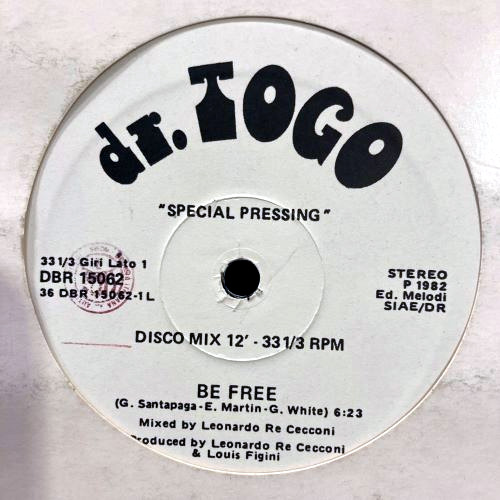 dr. TOGO
"SPECIAL PRESSING"
33 1/3 Giri Lato 1
DBR 15062
36 DBR 15062-1L
STEREO
P 1982
Ed. Melodi
SIAE/DR
DISCO MIX 12' - 33 1/3 RPM
BE FREE
(G. Santapaga - E. Martin - G. White) 6:23
Mixed by Leonardo Re Cecconi
Produced by Leonardo Re Cecconi
& Louis Figini